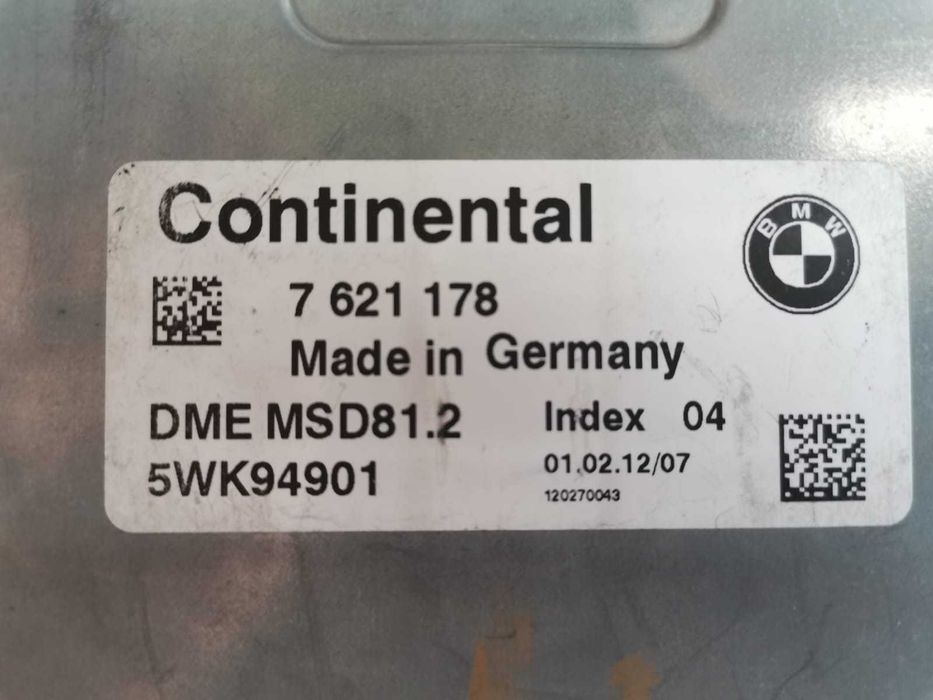 Continental
BMW
7 621 178
Made in Germany
DME MSD81.2
Index 04
5WK94901
01.02.12/07
120270043